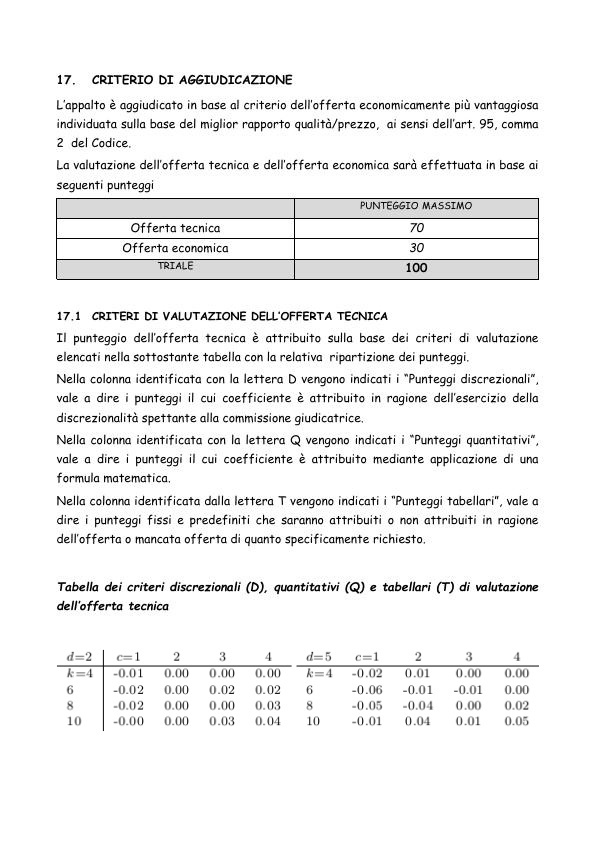 17. CRITERIO DI AGGIUDICAZIONE
L'appalto è aggiudicato in base al criterio dell'offerta economicamente più vantaggiosa
individuata sulla base del miglior rapporto qualità/prezzo, ai sensi dell'art. 95, comma
2 del Codice.
La valutazione dell'offerta tecnica e dell'offerta economica sarà effettuata in base ai
seguenti punteggi
PUNTEGGIO MASSIMO
Offerta tecnica 70
Offerta economica 30
TRIALE 100
17.1 CRITERI DI VALUTAZIONE DELL'OFFERTA TECNICA
Il punteggio dell'offerta tecnica è attribuito sulla base dei criteri di valutazione
elencati nella sottostante tabella con la relativa ripartizione dei punteggi.
Nella colonna identificata con la lettera D vengono indicati i “Punteggi discrezionali”,
vale a dire i punteggi il cui coefficiente è attribuito in ragione dell'esercizio della
discrezionalità spettante alla commissione giudicatrice.
Nella colonna identificata con la lettera Q vengono indicati i “Punteggi quantitativi”,
vale a dire i punteggi il cui coefficiente è attribuito mediante applicazione di una
formula matematica.
Nella colonna identificata dalla lettera T vengono indicati i “Punteggi tabellari”, vale a
dire i punteggi fissi e predefiniti che saranno attribuiti o non attribuiti in ragione
dell'offerta o mancata offerta di quanto specificamente richiesto.
Tabella dei criteri discrezionali (D), quantitativi (Q) e tabellari (T) di valutazione
dell'offerta tecnica
d=2 c=1 2 3 4 d=5 c=1 2 3 4
k=4 -0.01 0.00 0.00 0.00 k=4 -0.02 0.01 0.00 0.00
6 -0.02 0.00 0.02 0.02 6 -0.06 -0.01 -0.01 0.00
8 -0.02 0.00 0.00 0.03 8 -0.05 -0.04 0.00 0.02
10 -0.00 0.00 0.03 0.04 10 -0.01 0.04 0.01 0.05